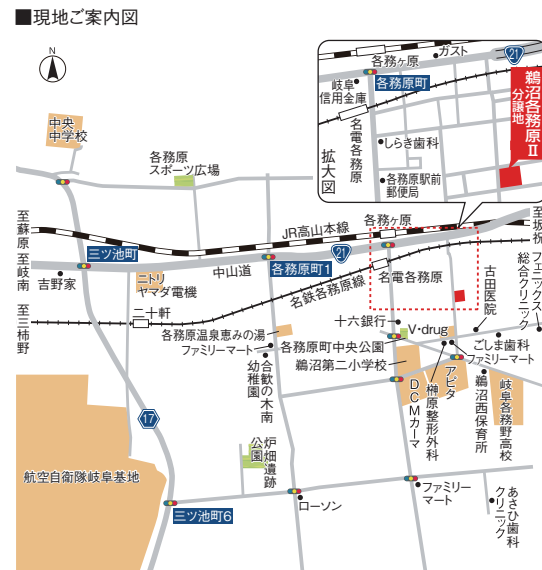 ■現地ご案内図
N
ガスト
21
各務ヶ原
各務原町
岐阜
信用金庫
鵜沼各務原Ⅱ
分譲地
名電各務原
しらき歯科
拡大図
各務原駅前
郵便局
中央
中学校
各務原
スポーツ広場
至蘇原
至岐南
至三柿野
JR高山本線
各務ヶ原
至坂祝
フェニックス
総合クリニック
三ツ池町
中山道
各務原町1
21
名電各務原
古田医院
吉野家
ニトリ
ヤマダ電機
名鉄各務原線
二十軒
十六銀行
V・drug
ごしま歯科
ファミリーマート
各務原温泉恵みの湯
ファミリーマート
各務原町中央公園
鵜沼第二小学校
合歓の木南
幼稚園
DCMカーマ
榊原整形外科
アピタ
鵜沼西保育所
岐阜各務野高校
17
炉畑遺跡
公園
航空自衛隊岐阜基地
三ツ池町6
ローソン
ファミリー
マート
あさひ歯科
クリニック